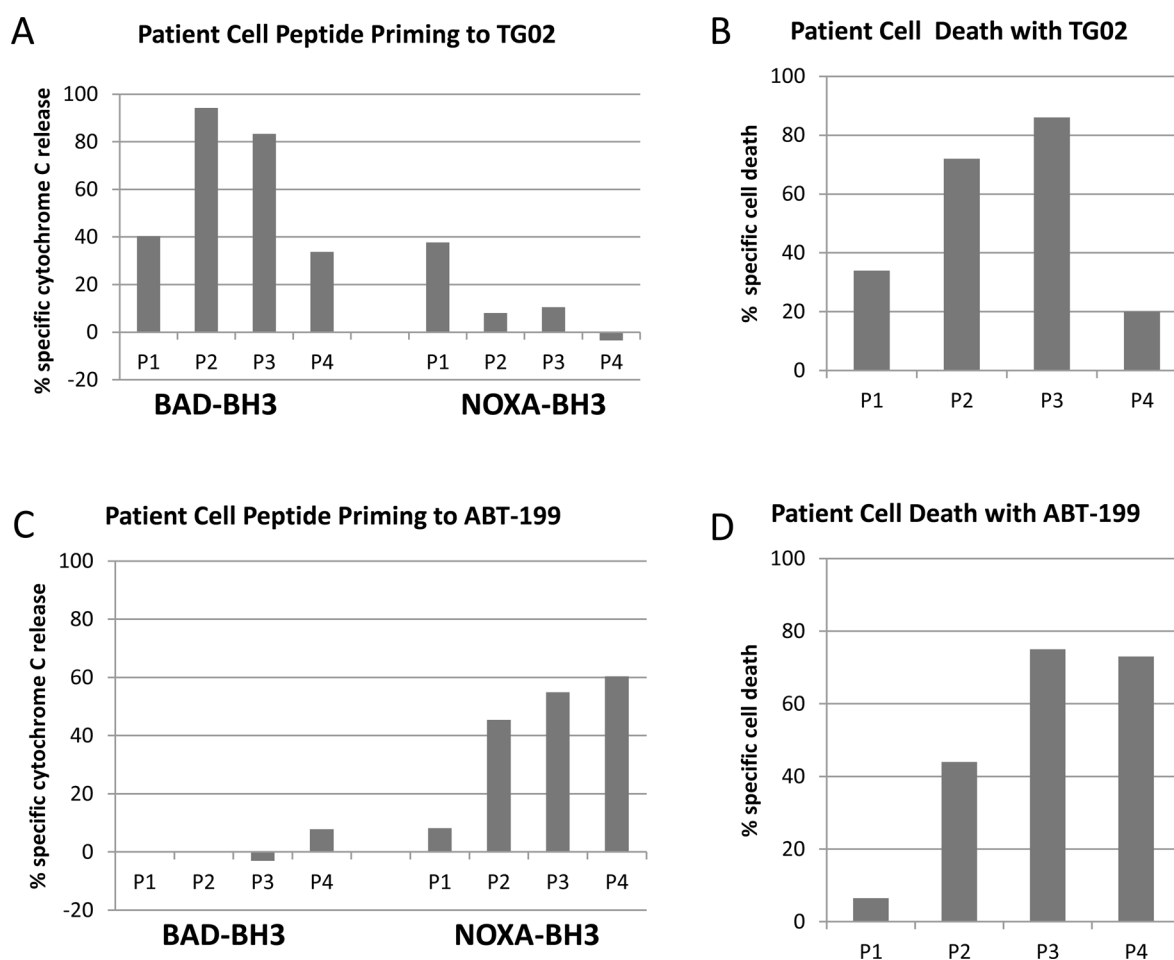 A
Patient Cell Peptide Priming to TG02
% specific cytochrome C release
100
80
60
40
20
0
-20
P1 P2 P3 P4 P1 P2 P3 P4
BAD-BH3 NOXA-BH3
B
Patient Cell Death with TG02
% specific cell death
100
80
60
40
20
0
P1 P2 P3 P4
C
Patient Cell Peptide Priming to ABT-199
% specific cytochrome C release
100
80
60
40
20
0
-20
P1 P2 P3 P4 P1 P2 P3 P4
BAD-BH3 NOXA-BH3
D
Patient Cell Death with ABT-199
% specific cell death
100
80
60
40
20
0
P1 P2 P3 P4